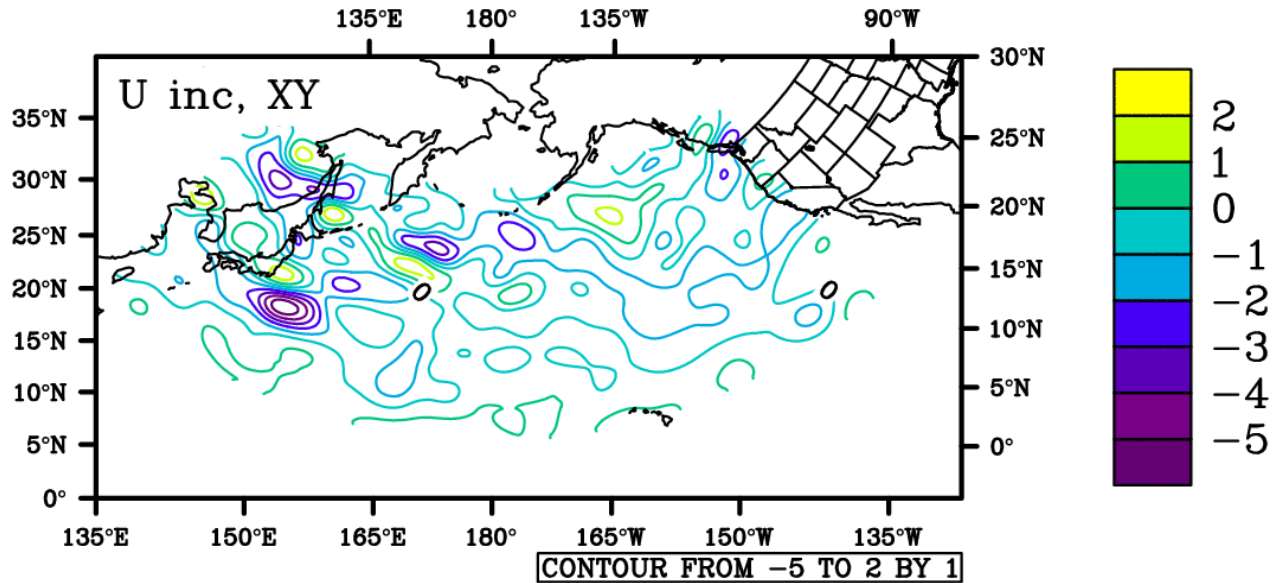 135°E 180° 135°W 90°W
30°N
U inc, XY
35°N 25°N
30°N 20°N
25°N 15°N
20°N 10°N
15°N 5°N
10°N 0°
5°N
0°
0 0
135°E 150°E 165°E 180° 165°W 150°W 135°W
CONTOUR FROM −5 TO 2 BY 1
2
1
0
−1
−2
−3
−4
−5